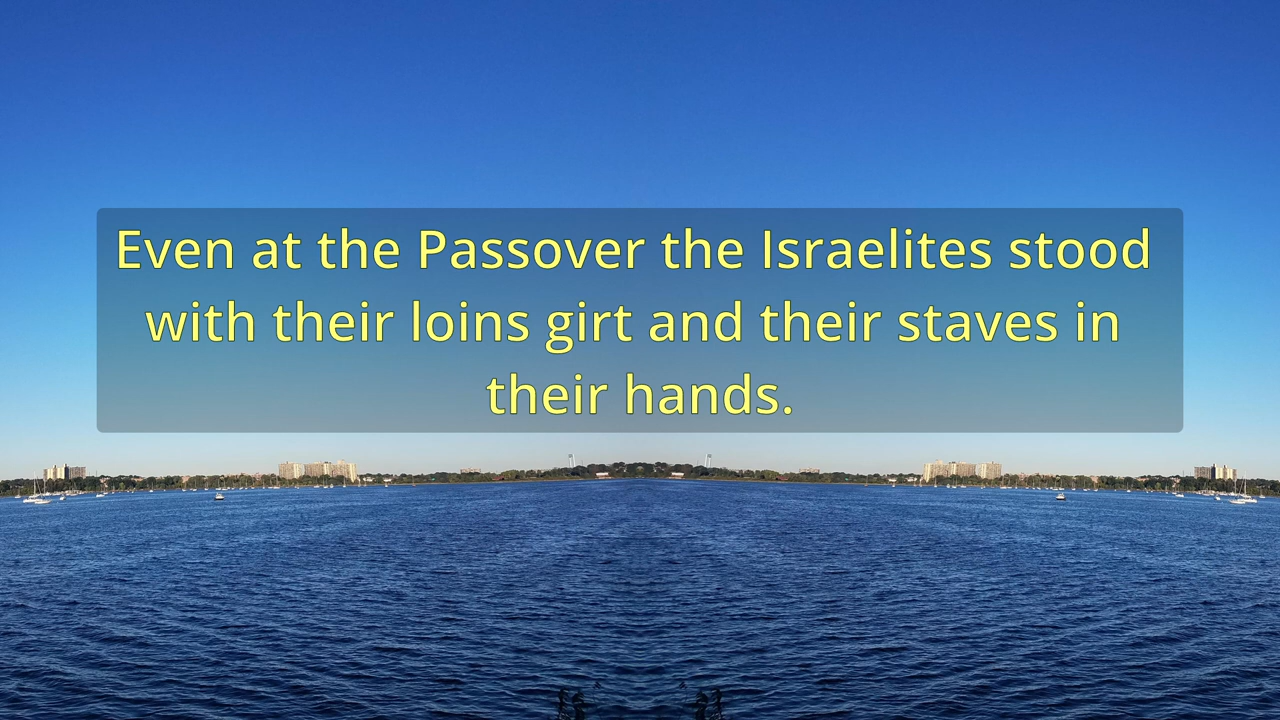 Even at the Passover the Israelites stood
with their loins girt and their staves in
their hands.